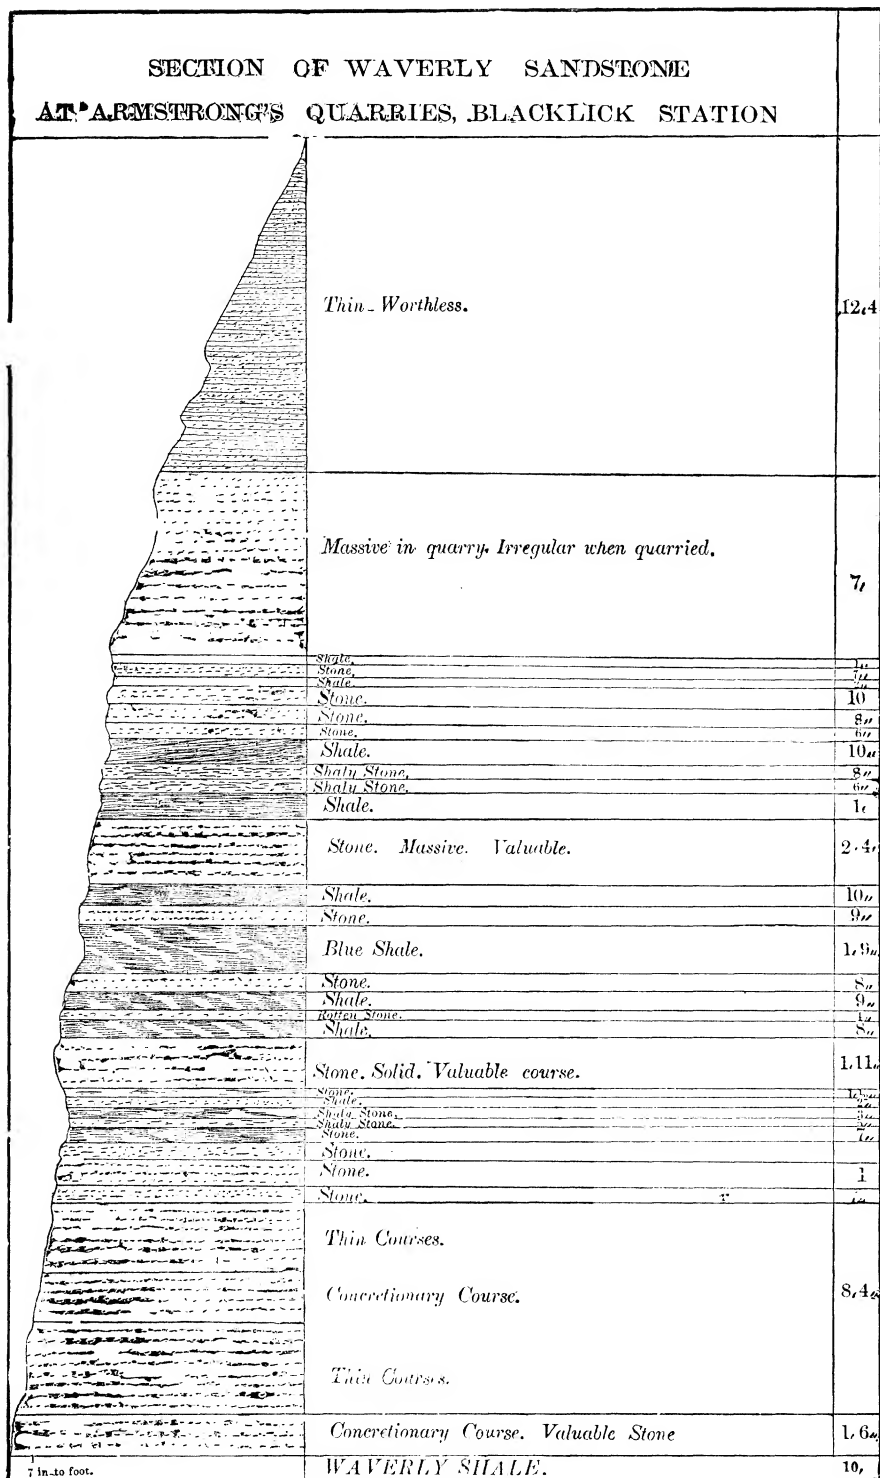 SECTION OF WAVERLY SANDSTONE
AT ARMSTRONG'S QUARRIES, BLACKLICK STATION
Thin - Worthless. 12,4
Massive in quarry. Irregular when quarried. 7,
Shale. 1,,
Stone.
Shale.
Stone. 10
Stone. 8,,
Stone. 6,,
Shale. 10,,
Shaly Stone. 8,,
Shaly Stone. 6,,
Shale. 1,
Stone. Massive. Valuable. 2,4,
Shale. 10,,
Stone. 9,,
Blue Shale.
Stone. 8,,
Shale. 9,,
Rotten Stone.
Shale. 8,,
Stone. Solid. Valuable course. 1,11,,
Stone.
Shale.
Shaly Stone.
Shaly Stone.
Stone.
Stone.
Stone. 1
Stone.
Thin Courses.
Concretionary Course. 8,4,,
Thin Courses.
Concretionary Course. Valuable Stone 1,6,,
7 in_to foot. WAVERLY SHALE. 10,